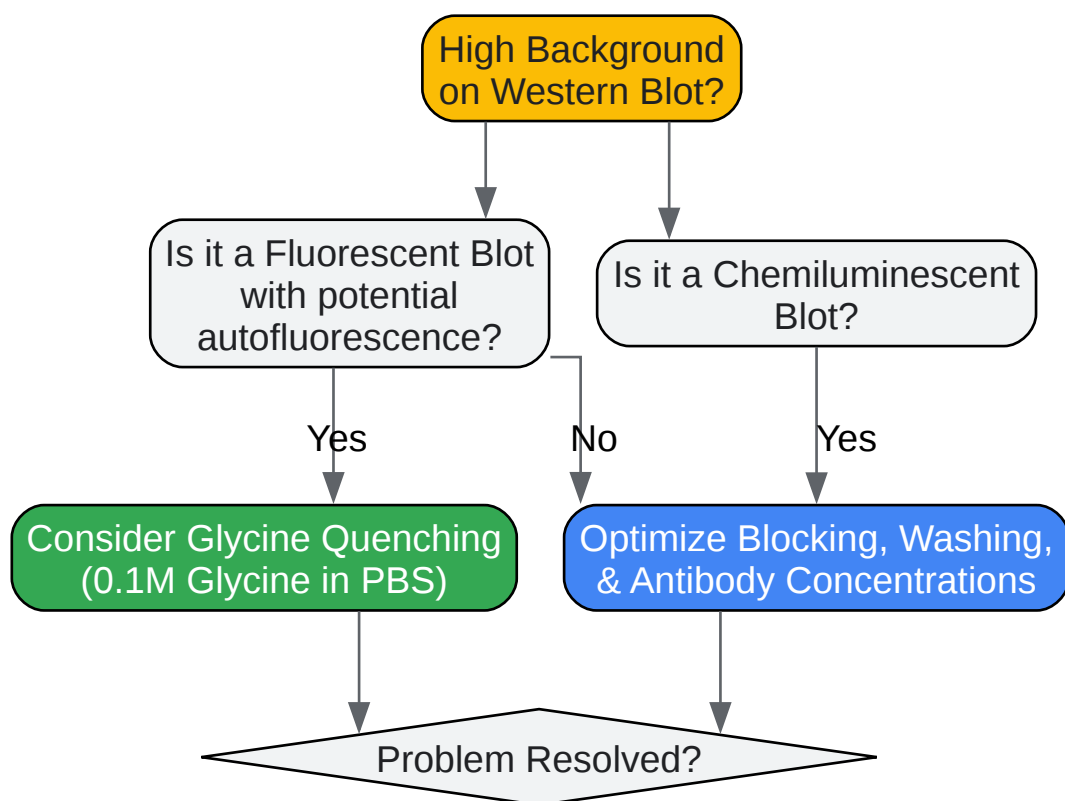 High Background
on Western Blot?
Is it a Fluorescent Blot
with potential
autofluorescence?
Is it a Chemiluminescent
Blot?
Yes
No
Yes
Consider Glycine Quenching
(0.1M Glycine in PBS)
Optimize Blocking, Washing,
& Antibody Concentrations
Problem Resolved?